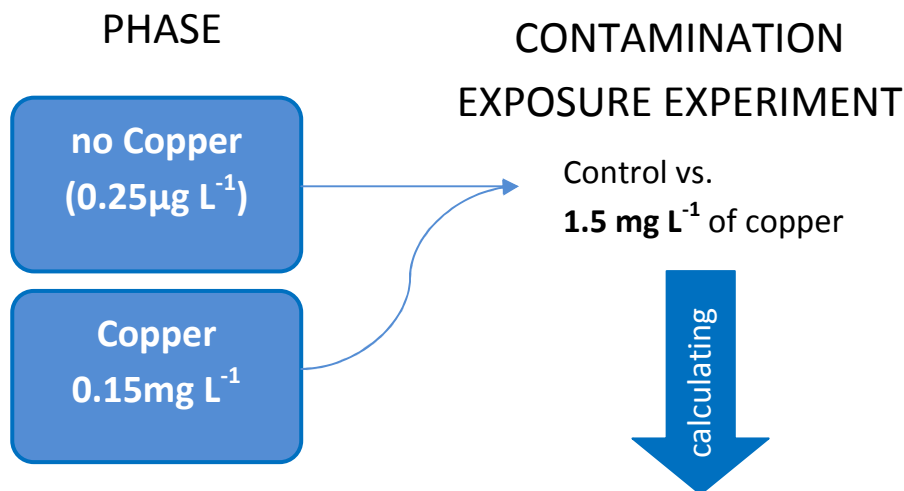 PHASE
no Copper
(0.25µg L⁻¹)
Copper
0.15mg L⁻¹
CONTAMINATION
EXPOSURE EXPERIMENT
Control vs.
1.5 mg L⁻¹ of copper
calculating